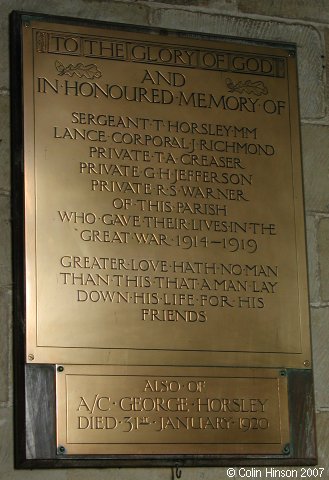 TO·THE·GLORY·OF·GOD
AND
IN·HONOURED·MEMORY·OF
SERGEANT·T·HORSLEY·MM
LANCE·CORPORAL·J·RICHMOND
PRIVATE·T·A·CREASER
PRIVATE·G·H·JEFFERSON
PRIVATE·R·S·WARNER
OF·THIS·PARISH
WHO·GAVE·THEIR·LIVES·IN·THE
GREAT·WAR·1914–1919
GREATER·LOVE·HATH·NO·MAN
THAN·THIS·THAT·A·MAN·LAY
DOWN·HIS·LIFE·FOR·HIS
FRIENDS
ALSO·OF
A/C·GEORGE·HORSLEY
DIED·31ST·JANUARY·1920
© Colin Hinson 2007